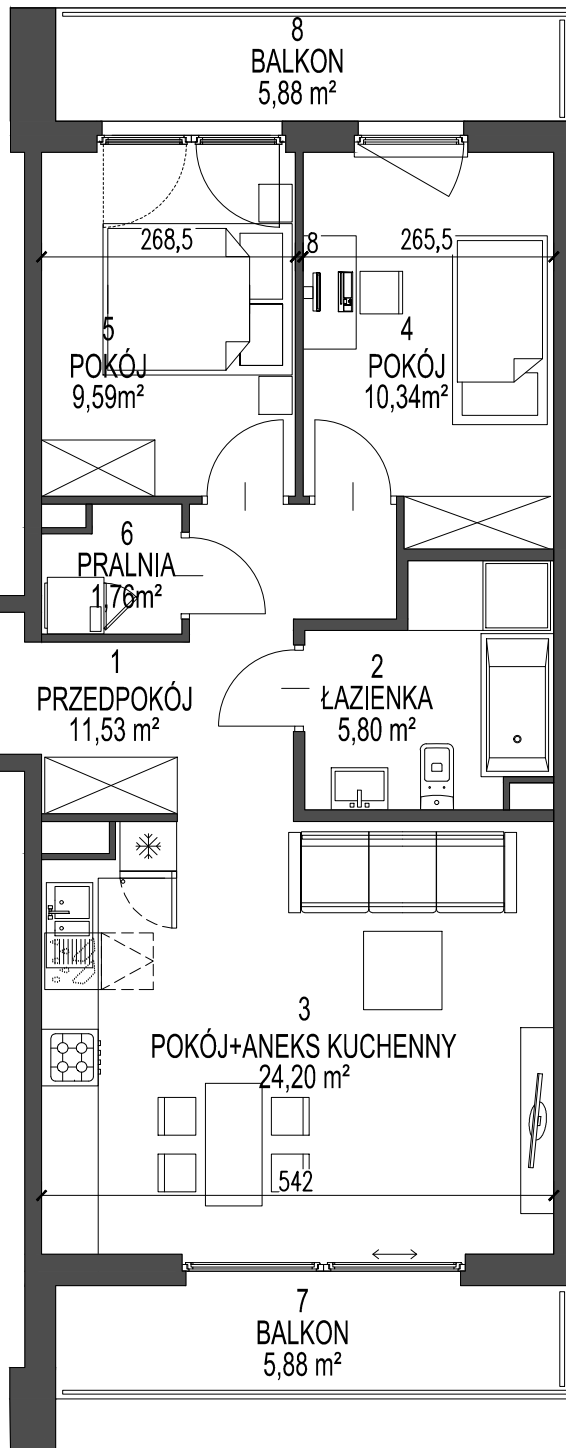 8
BALKON
5,88 m²
268,5
8
265,5
5
POKÓJ
9,59m²
4
POKÓJ
10,34m²
6
PRALNIA
1,76m²
1
PRZEDPOKÓJ
11,53 m²
2
ŁAZIENKA
5,80 m²
3
POKÓJ+ANEKS KUCHENNY
24,20 m²
542
7
BALKON
5,88 m²